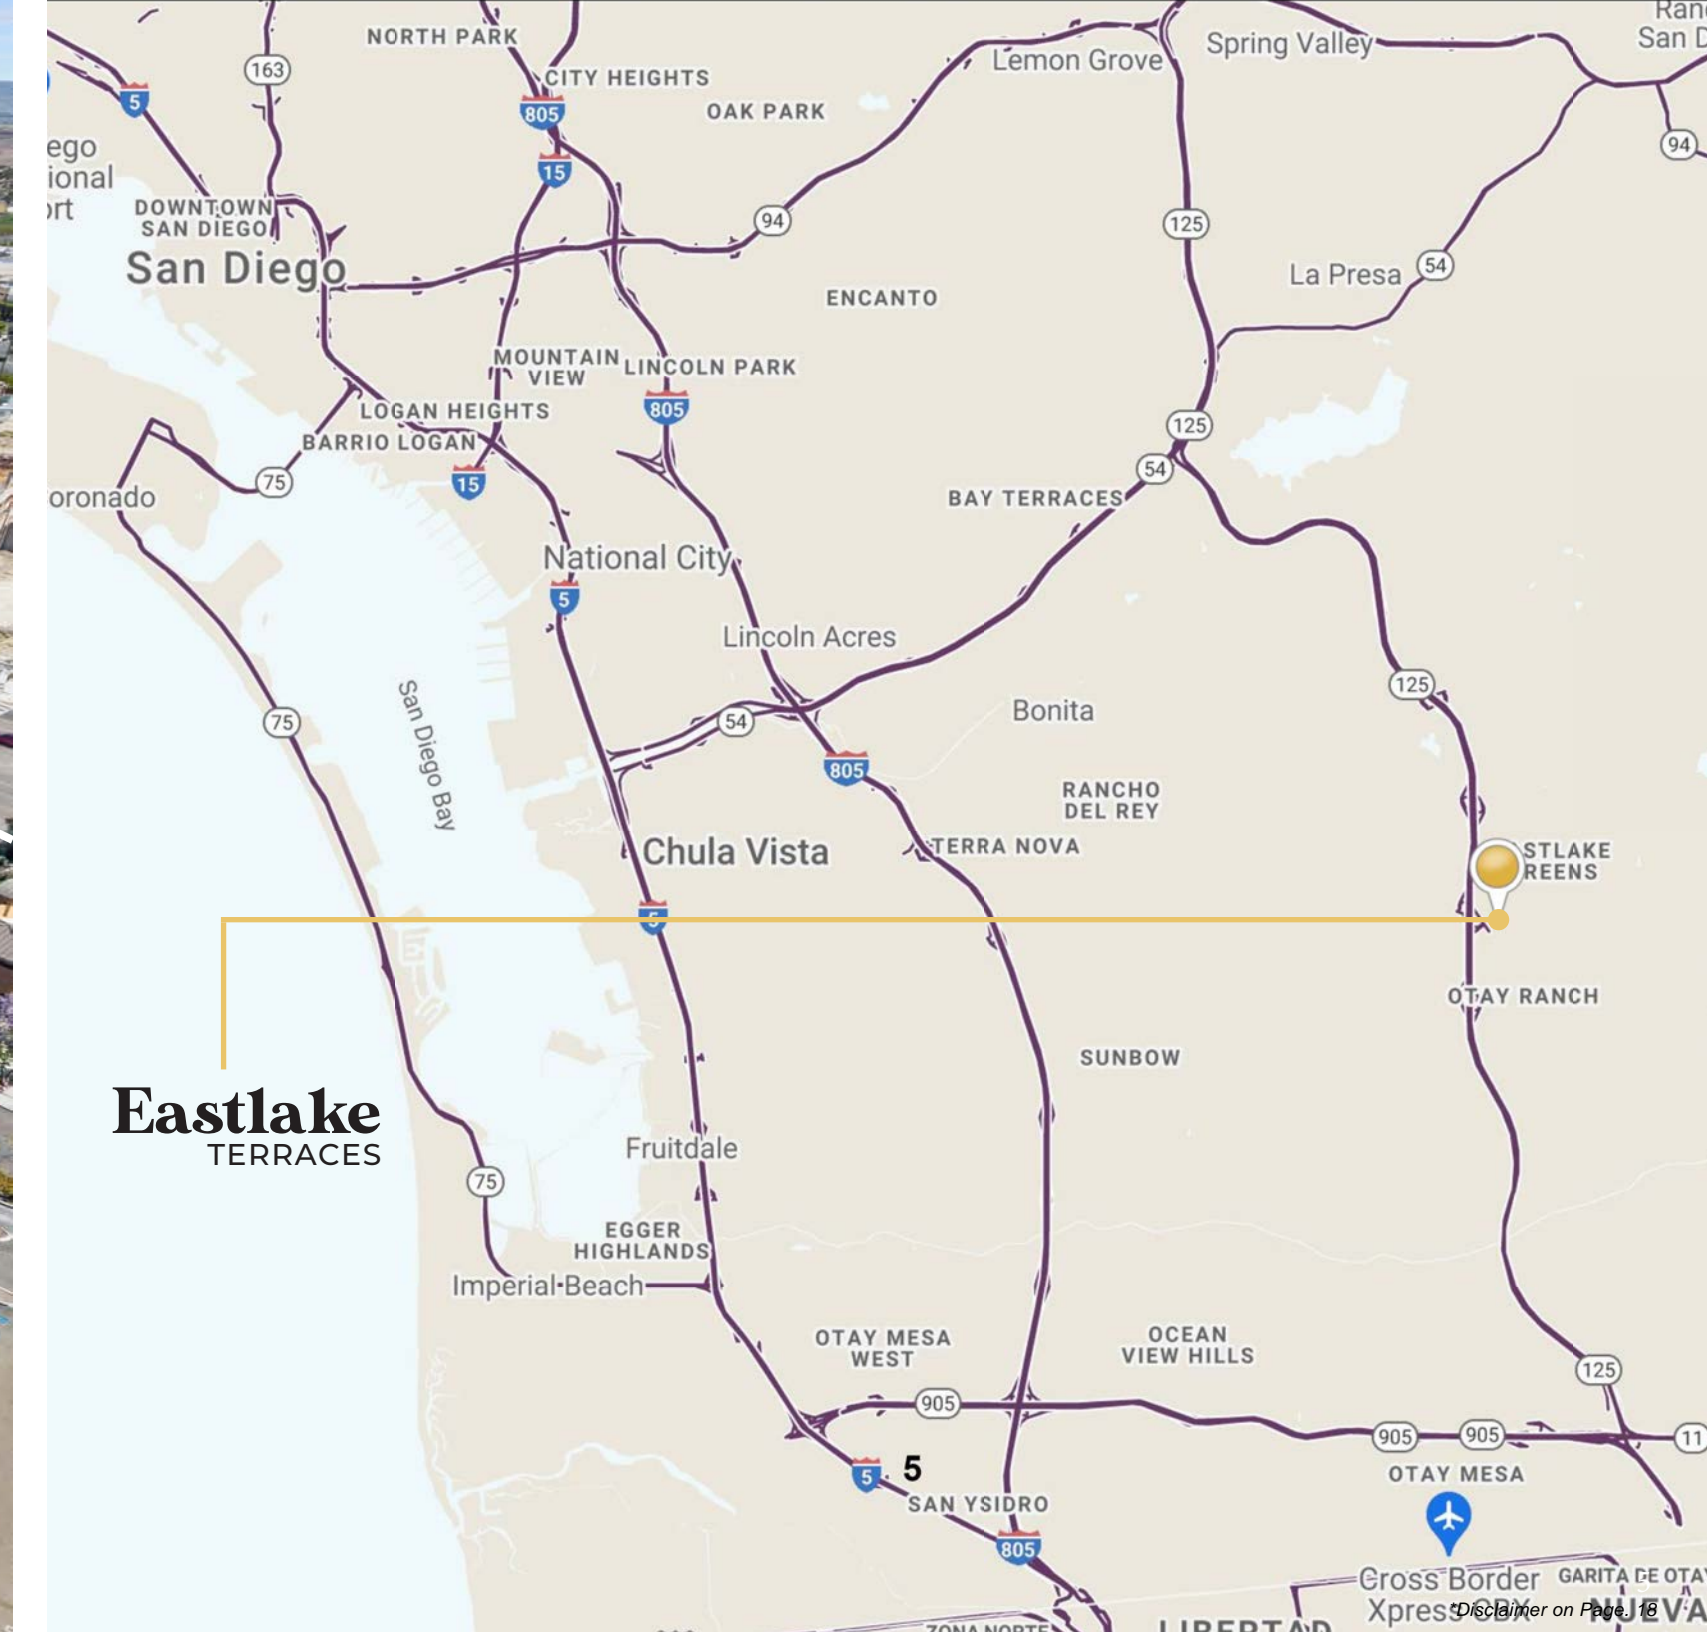 NORTH PARK
163
CITY HEIGHTS
5
805
OAK PARK
Lemon Grove
Spring Valley
94
15
DOWNTOWN
SAN DIEGO
San Diego
94
125
La Presa
54
ENCANTO
MOUNTAIN
VIEW
LINCOLN PARK
LOGAN HEIGHTS
805
BARRIO LOGAN
125
75
15
54
BAY TERRACES
National City
5
Lincoln Acres
125
75
San Diego Bay
54
Bonita
805
RANCHO
DEL REY
Chula Vista
TERRA NOVA
5
OTAY RANCH
SUNBOW
Eastlake
TERRACES
Fruitdale
75
EGGER
HIGHLANDS
Imperial Beach
OTAY MESA
WEST
OCEAN
VIEW HILLS
125
905
905
905
11
5
5
OTAY MESA
SAN YSIDRO
805
Cross Border
Xpress CBX
*Disclaimer on Page. 18